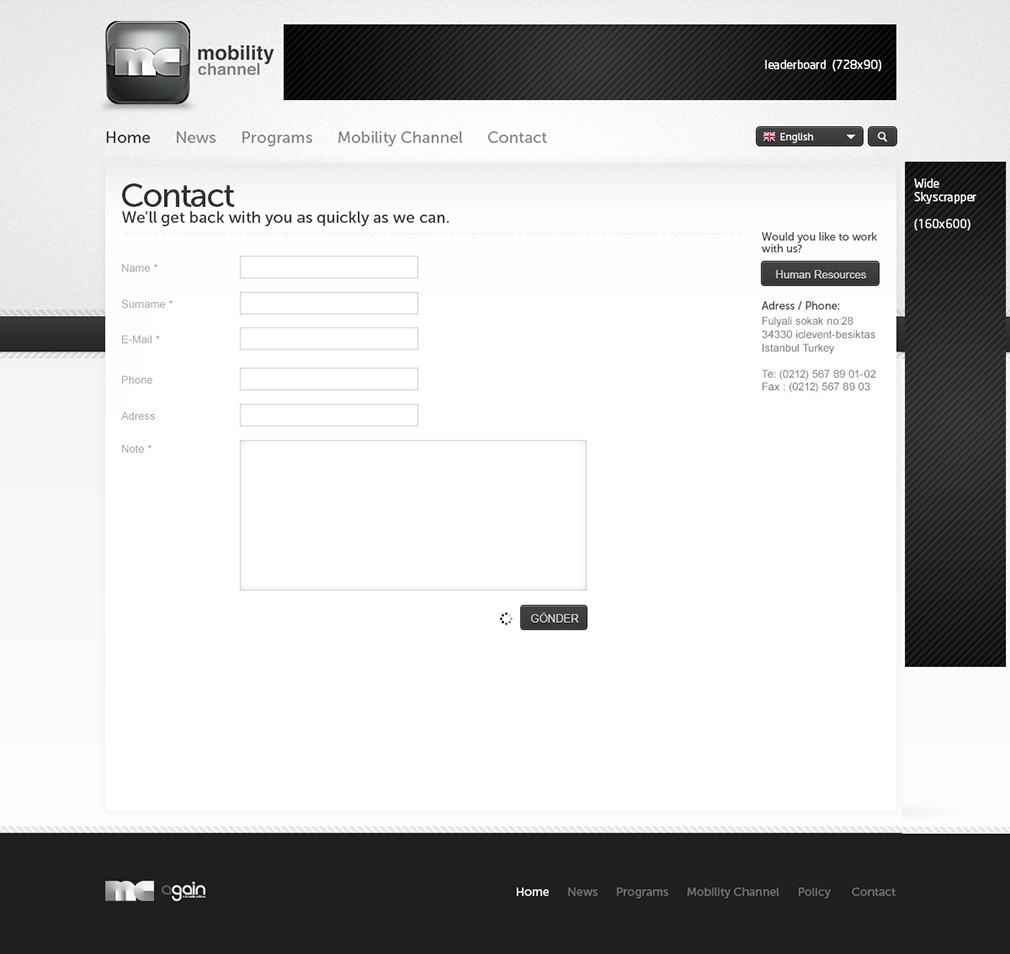 mc
mobility
channel
leaderboard (728x90)
Home News Programs Mobility Channel Contact
English
Wide
Skyscrapper
(160x600)
Contact
We'll get back with you as quickly as we can.
Would you like to work
with us?
Human Resources
Name *
Surname *
E-Mail *
Phone
Adress
Note *
Adress / Phone:
Fulyali sokak no:28
34330 iclevent-besiktas
Istanbul Turkey
Te: (0212) 567 89 01-02
Fax : (0212) 567 89 03
GÖNDER
mc again
Home News Programs Mobility Channel Policy Contact